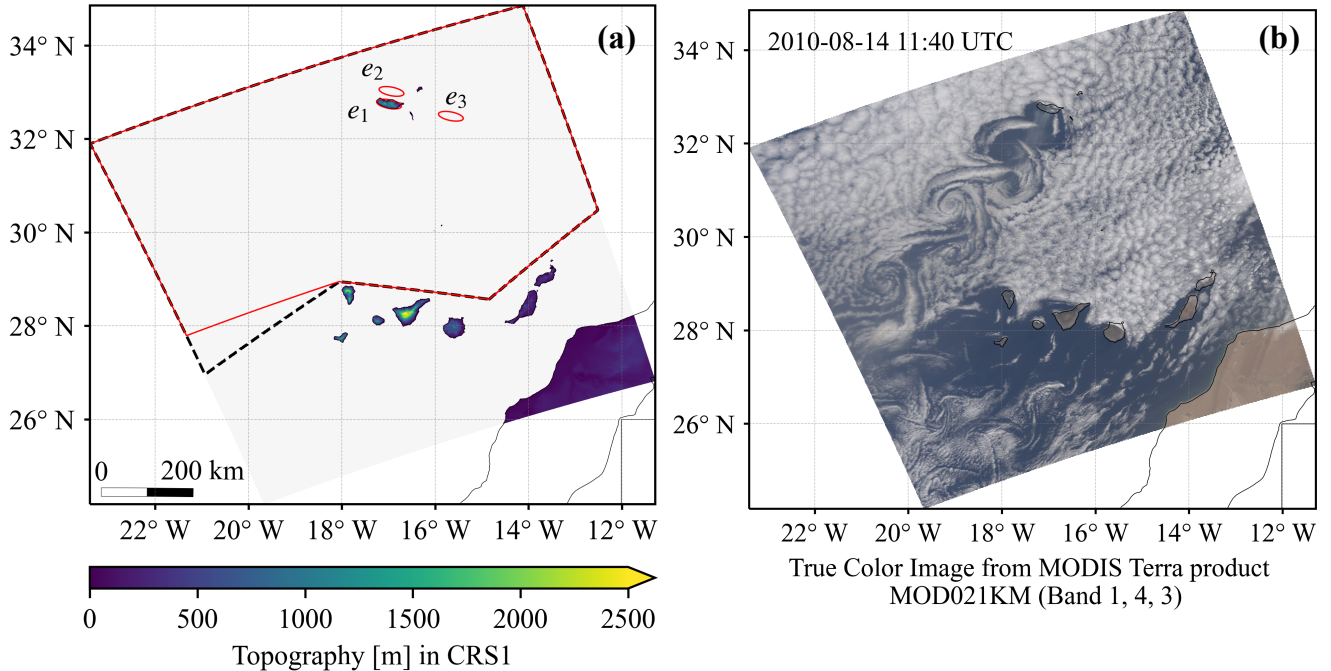 (a)
34° N
32° N
30° N
28° N
26° N
e2
e1
e3
0 200 km
22° W 20° W 18° W 16° W 14° W 12° W
0 500 1000 1500 2000 2500
Topography [m] in CRS1
2010-08-14 11:40 UTC
(b)
34° N
32° N
30° N
28° N
26° N
22° W 20° W 18° W 16° W 14° W 12° W
True Color Image from MODIS Terra product
MOD021KM (Band 1, 4, 3)